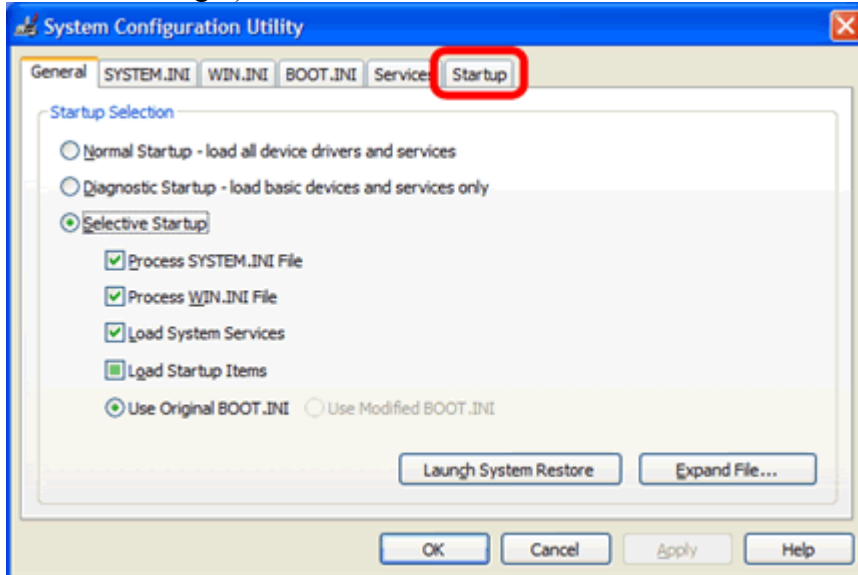 System Configuration Utility
General SYSTEM.INI WIN.INI BOOT.INI Services Startup
Startup Selection
Normal Startup - load all device drivers and services
Diagnostic Startup - load basic devices and services only
Selective Startup
Process SYSTEM.INI File
Process WIN.INI File
Load System Services
Load Startup Items
Use Original BOOT.INI Use Modified BOOT.INI
Launch System Restore Expand File...
OK Cancel Apply Help